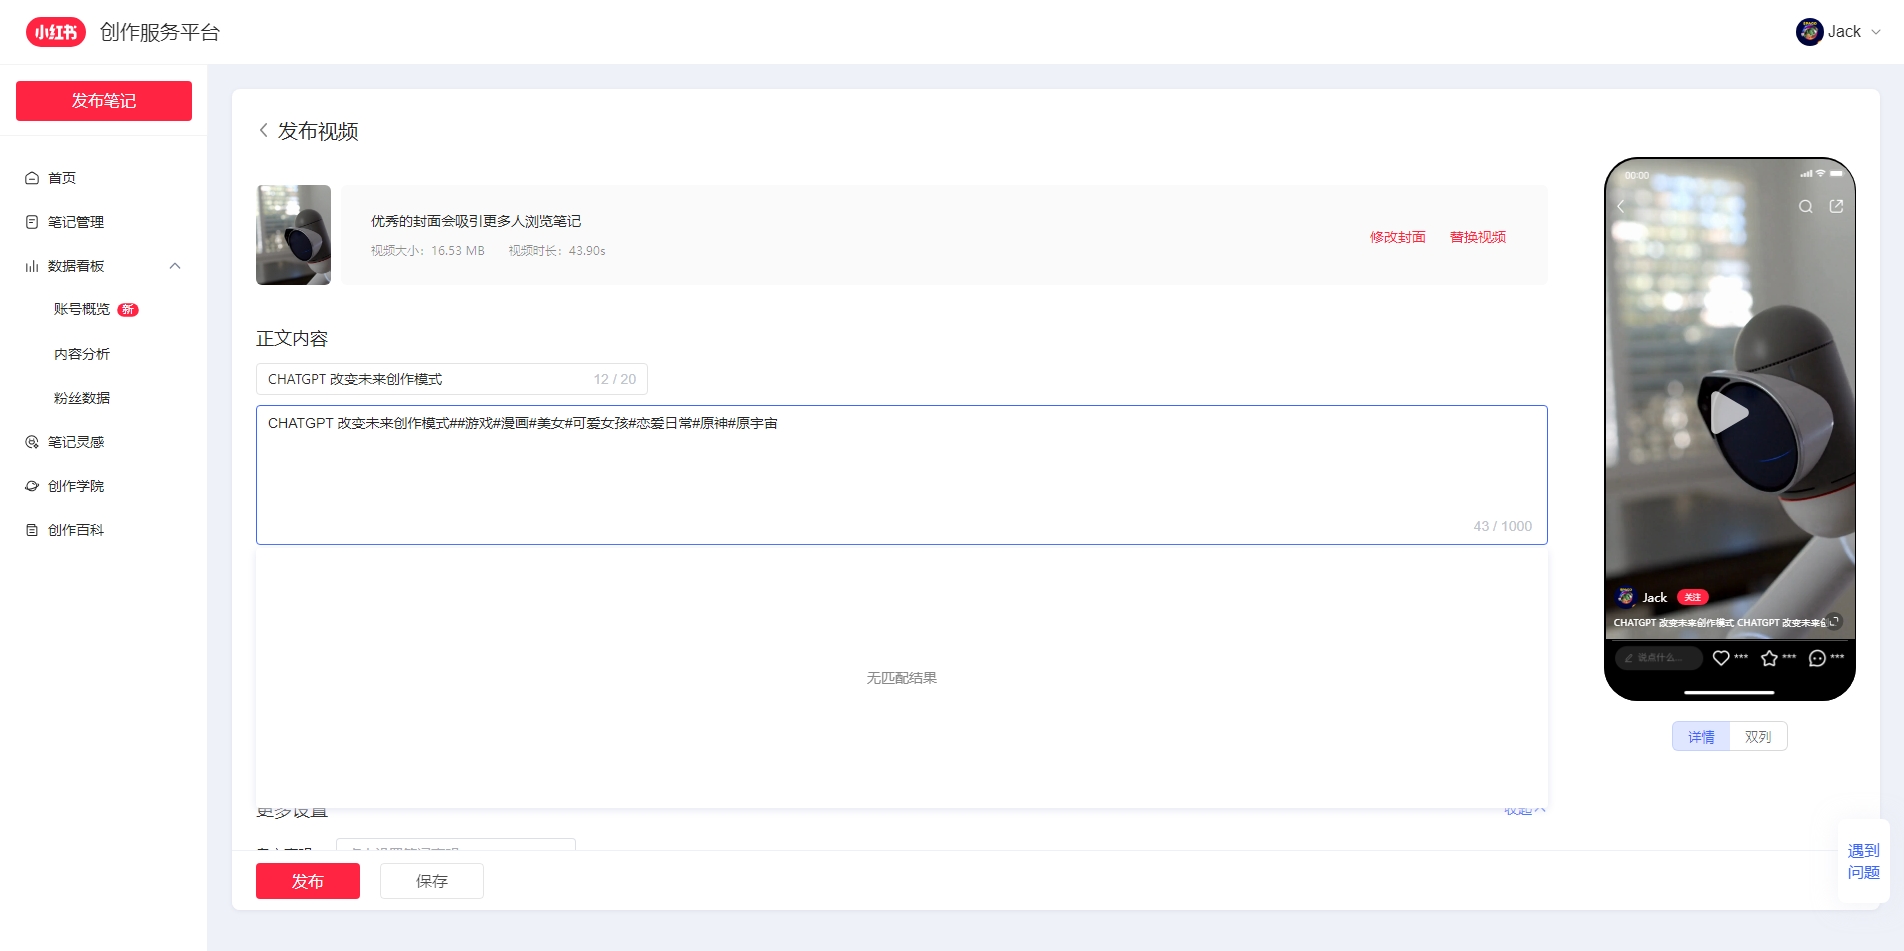 小红书 创作服务平台
Jack
发布笔记
首页
笔记管理
数据看板
账号概览 新
内容分析
粉丝数据
笔记灵感
创作学院
创作百科
发布视频
优秀的封面会吸引更多人浏览笔记
视频大小：16.53 MB 视频时长：43.90s
修改封面 替换视频
正文内容
CHATGPT 改变未来创作模式 12 / 20
CHATGPT 改变未来创作模式##游戏#漫画#美女#可爱女孩#恋爱日常#原神#原宇宙
43 / 1000
无匹配结果
更多设置 收起
发布 保存
00:00
Jack 关注
CHATGPT 改变未来创作模式 CHATGPT 改变未来创
说点什么...
详情 双列
遇到
问题